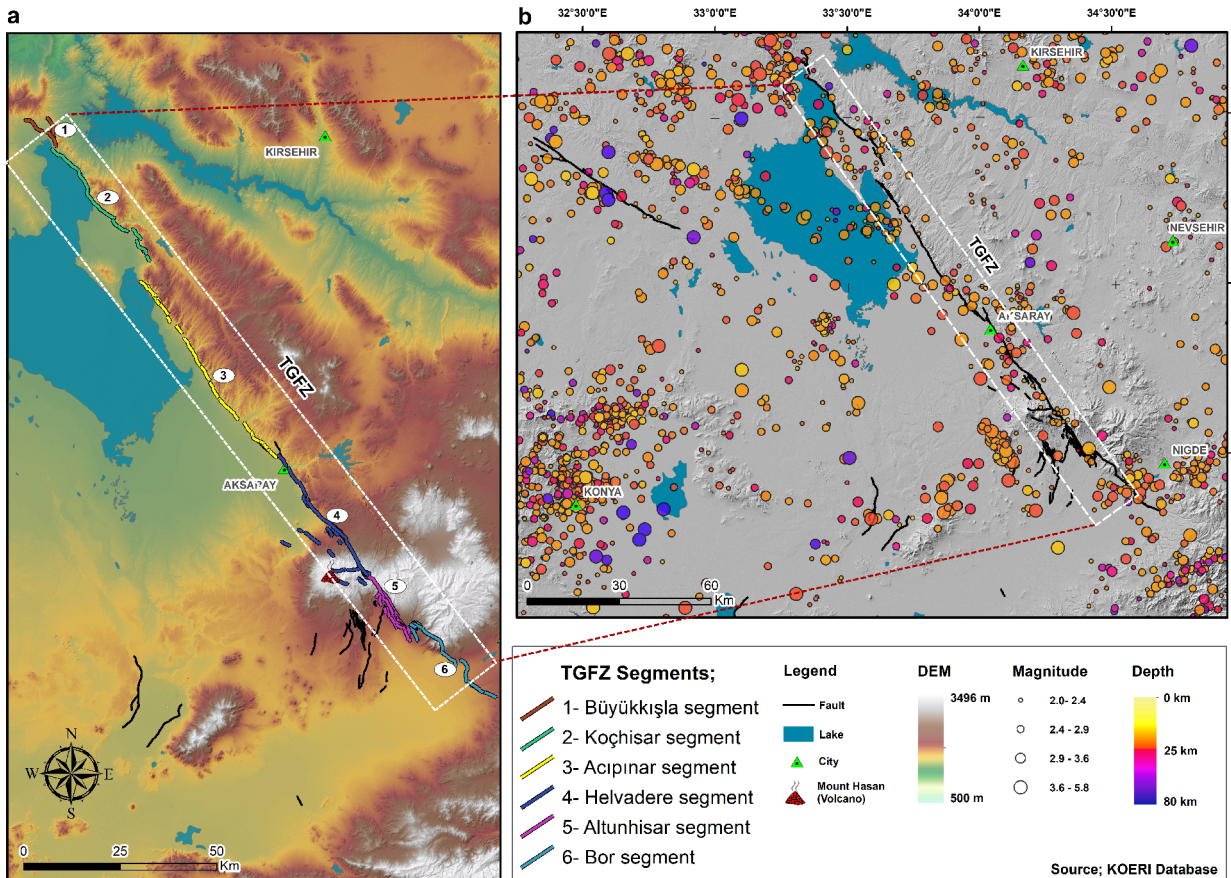 a
1
KIRSEHIR
2
TGFZ
3
AKSARAY
4
5
6
N
W E
S
0 25 50
Km
b
32°30'0"E 33°0'0"E 33°30'0"E 34°0'0"E 34°30'0"E
KIRSEHIR
NEVSEHIR
TGFZ
AKSARAY
NIGDE
KONYA
0 30 60
Km
TGFZ Segments;
1- Büyükkışla segment
2- Koçhisar segment
3- Acıpınar segment
4- Helvadere segment
5- Altunhisar segment
6- Bor segment
Legend
Fault
Lake
City
Mount Hasan
(Volcano)
DEM
3496 m
500 m
Magnitude
2.0- 2.4
2.4 - 2.9
2.9 - 3.6
3.6 - 5.8
Depth
0 km
25 km
80 km
Source; KOERI Database